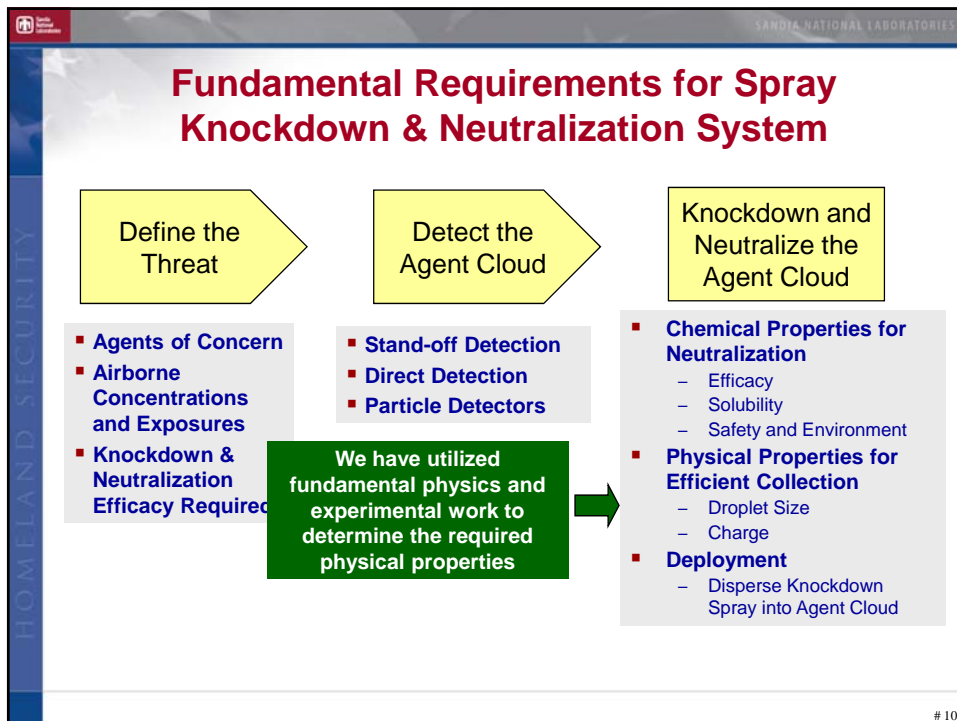 Sandia
National
Laboratories
SANDIA NATIONAL LABORATORIES
Fundamental Requirements for Spray
Knockdown & Neutralization System
Define the
Threat
Detect the
Agent Cloud
Knockdown and
Neutralize the
Agent Cloud
▪ Agents of Concern
▪ Airborne
Concentrations
and Exposures
▪ Knockdown &
Neutralization
Efficacy Required
▪ Stand-off Detection
▪ Direct Detection
▪ Particle Detectors
We have utilized
fundamental physics and
experimental work to
determine the required
physical properties
▪ Chemical Properties for
Neutralization
– Efficacy
– Solubility
– Safety and Environment
▪ Physical Properties for
Efficient Collection
– Droplet Size
– Charge
▪ Deployment
– Disperse Knockdown
Spray into Agent Cloud
HOMELAND SECURITY
# 10